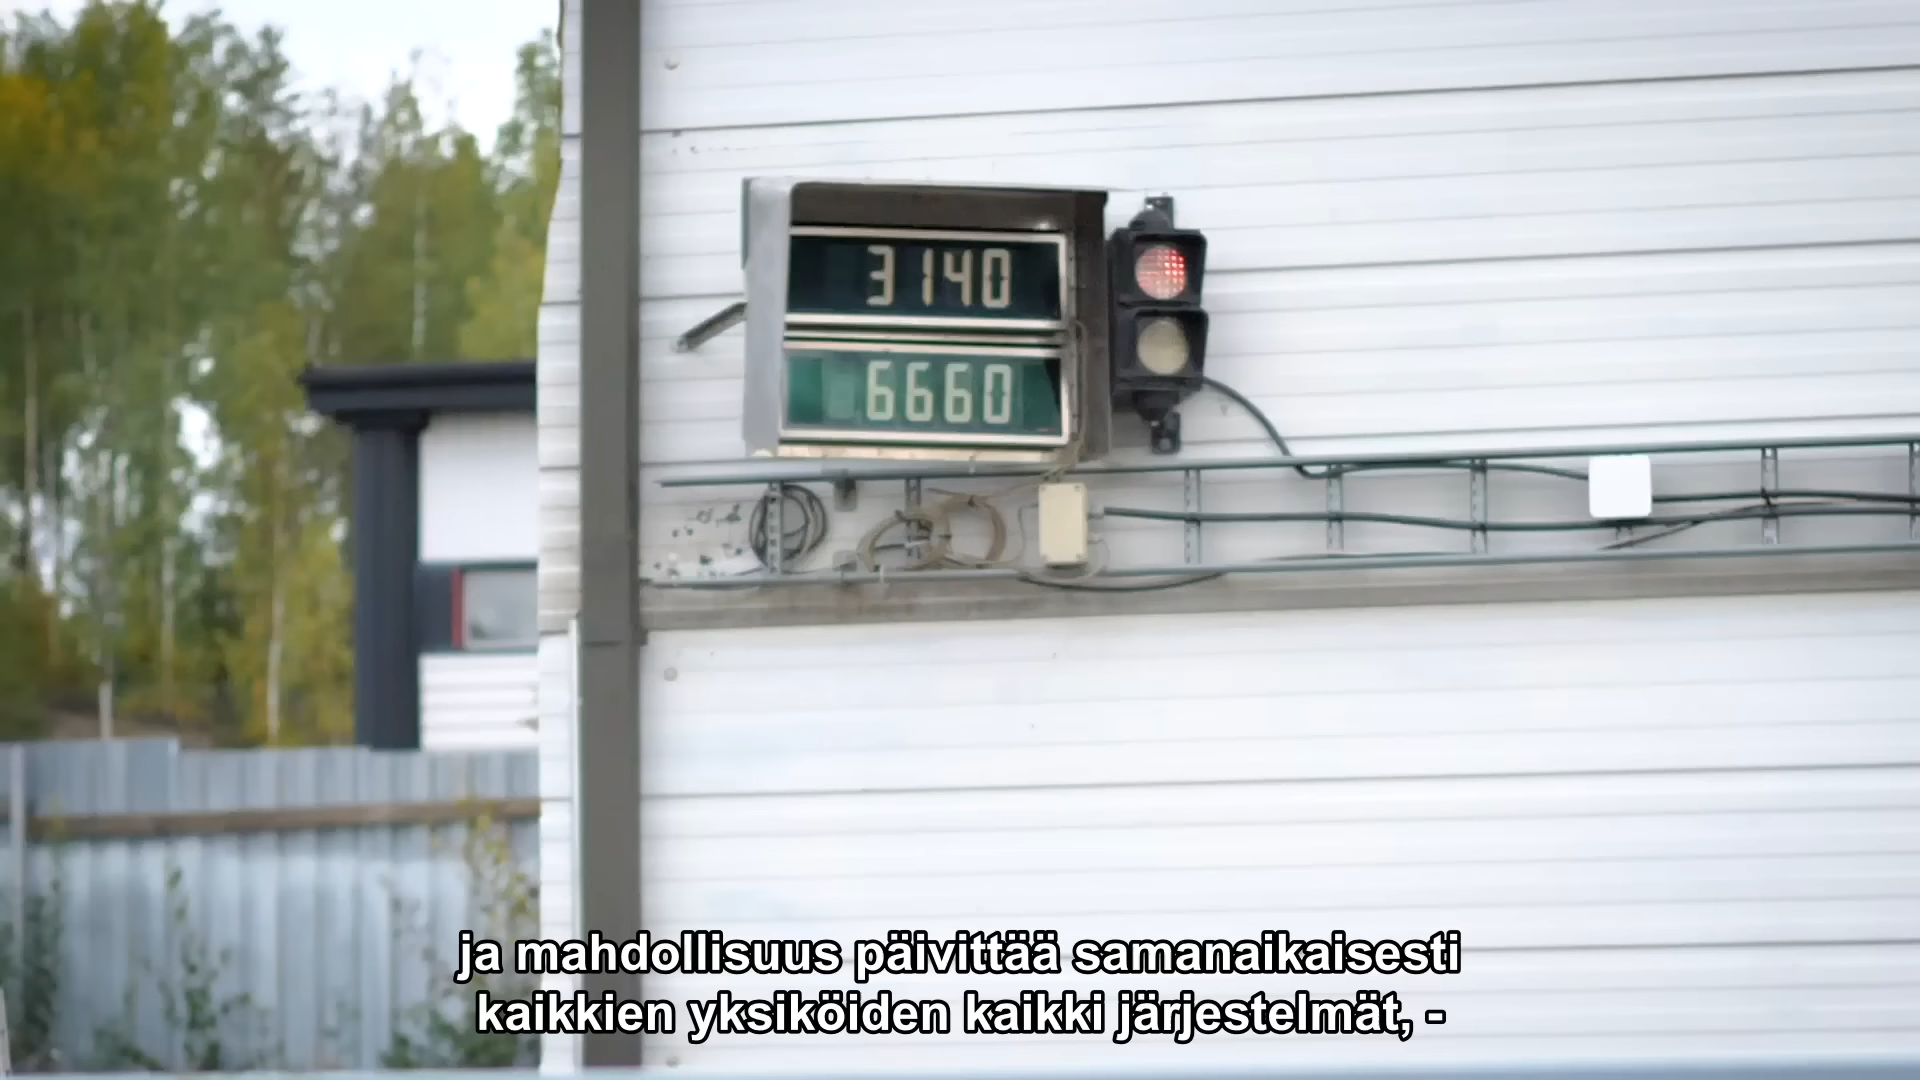 3140
6660
ja mahdollisuus päivittää samanaikaisesti
kaikkien yksiköiden kaikki järjestelmät, -